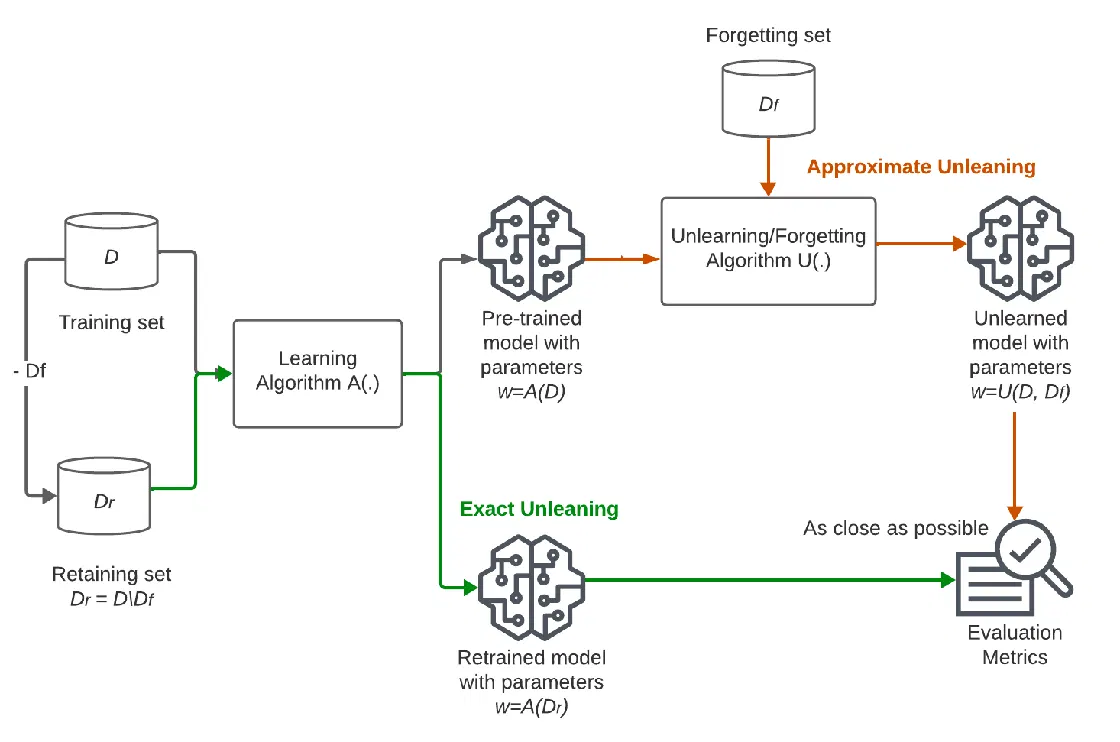 Forgetting set
Df
Approximate Unleaning
D
Training set
- Df
Dr
Retaining set
Dr = D\Df
Learning
Algorithm A(.)
Pre-trained
model with
parameters
w=A(D)
Unlearning/Forgetting
Algorithm U(.)
Unlearned
model with
parameters
w=U(D, Df)
Exact Unleaning
Retrained model
with parameters
w=A(Dr)
As close as possible
Evaluation
Metrics